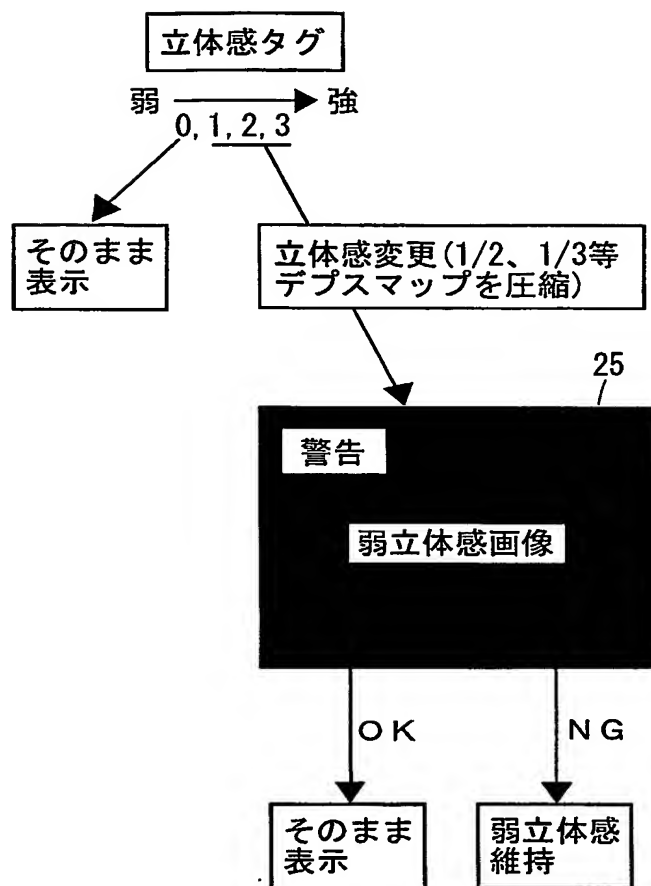 立体感タグ
弱 強
0, 1, 2, 3
そのまま
表示
立体感変更(1/2、1/3等
デプスマップを圧縮)
25
警告
弱立体感画像
OK NG
そのまま
表示
弱立体感
維持